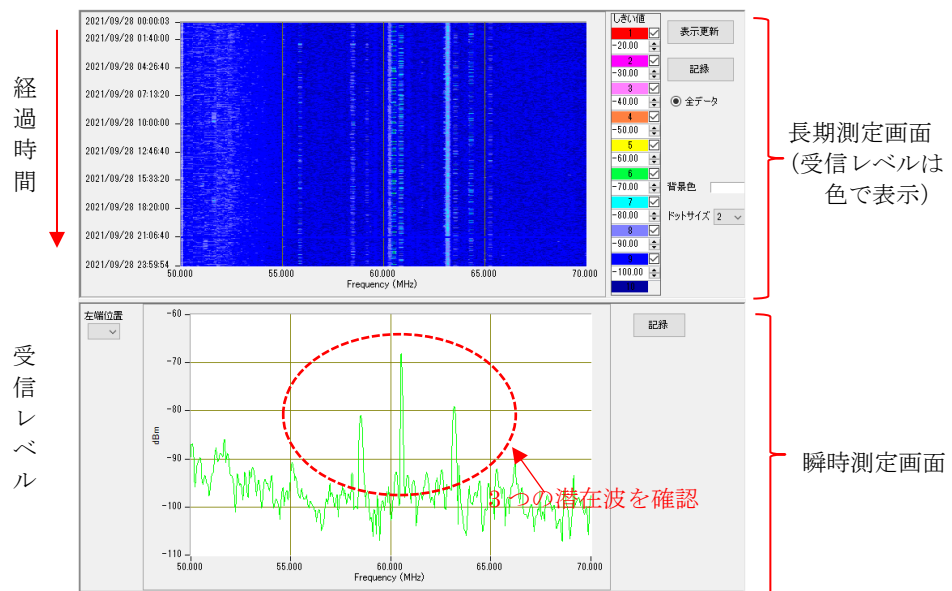 経過時間
2021/09/28 00:00:03
2021/09/28 01:40:00
2021/09/28 04:26:40
2021/09/28 07:13:20
2021/09/28 10:00:00
2021/09/28 12:46:40
2021/09/28 15:33:20
2021/09/28 18:20:00
2021/09/28 21:06:40
2021/09/28 23:59:54
50.000 55.000 60.000 65.000 70.000
Frequency (MHz)
しきい値
1
-20.00
2
-30.00
3
-40.00
4
-50.00
5
-60.00
6
-70.00
7
-80.00
8
-90.00
-100.00
表示更新
記録
全データ
背景色
ドットサイズ 2
長期測定画面
(受信レベルは
色で表示)
受信レベル
左端位置
dBm
-60
-70
-80
-90
-100
-110
50.000 55.000 60.000 65.000 70.000
Frequency (MHz)
3つの潜在波を確認
記録
瞬時測定画面